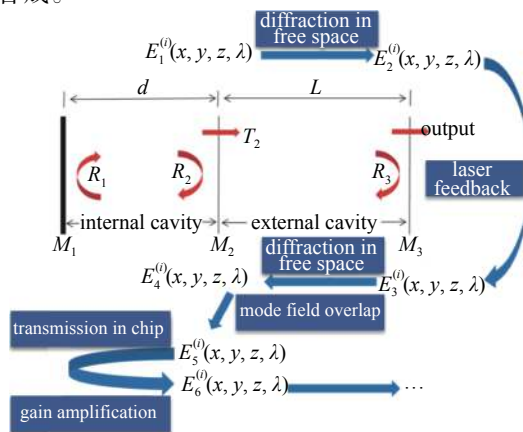 diffraction in
free space
E₁⁽ⁱ⁾(x, y, z, λ)
E₂⁽ⁱ⁾(x, y, z, λ)
d
L
T₂
output
R₁
R₂
R₃
laser
feedback
internal cavity
external cavity
M₁
M₂
M₃
diffraction in
free space
E₄⁽ⁱ⁾(x, y, z, λ)
E₃⁽ⁱ⁾(x, y, z, λ)
mode field overlap
transmission in chip
E₅⁽ⁱ⁾(x, y, z, λ)
E₆⁽ⁱ⁾(x, y, z, λ)
…
gain amplification